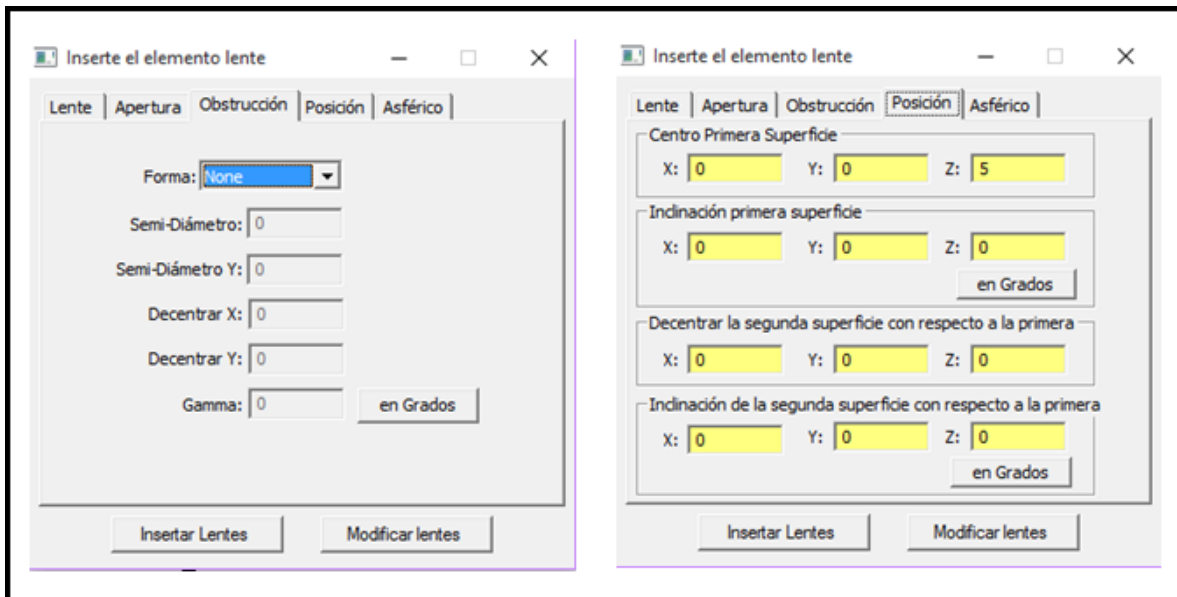 Inserte el elemento lente
Lente Apertura Obstrucción Posición Asférico
Forma: None
Semi-Diámetro: 0
Semi-Diámetro Y: 0
Decentrar X: 0
Decentrar Y: 0
Gamma: 0 en Grados
Insertar Lentes Modificar lentes
Inserte el elemento lente
Lente Apertura Obstrucción Posición Asférico
Centro Primera Superficie
X: 0 Y: 0 Z: 5
Inclinación primera superficie
X: 0 Y: 0 Z: 0
en Grados
Decentrar la segunda superficie con respecto a la primera
X: 0 Y: 0 Z: 0
Inclinación de la segunda superficie con respecto a la primera
X: 0 Y: 0 Z: 0
en Grados
Insertar Lentes Modificar lentes